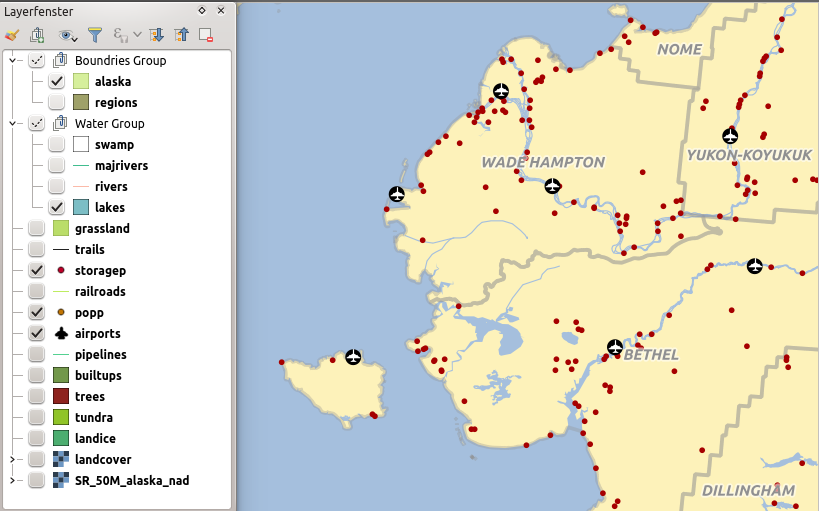 Layerfenster
Boundries Group
alaska
regions
Water Group
swamp
majrivers
rivers
lakes
grassland
trails
storagep
railroads
popp
airports
pipelines
builtups
trees
tundra
landice
landcover
SR_50M_alaska_nad
NOME
WADE HAMPTON
YUKON-KOYUKUK
BETHEL
DILLINGHAM